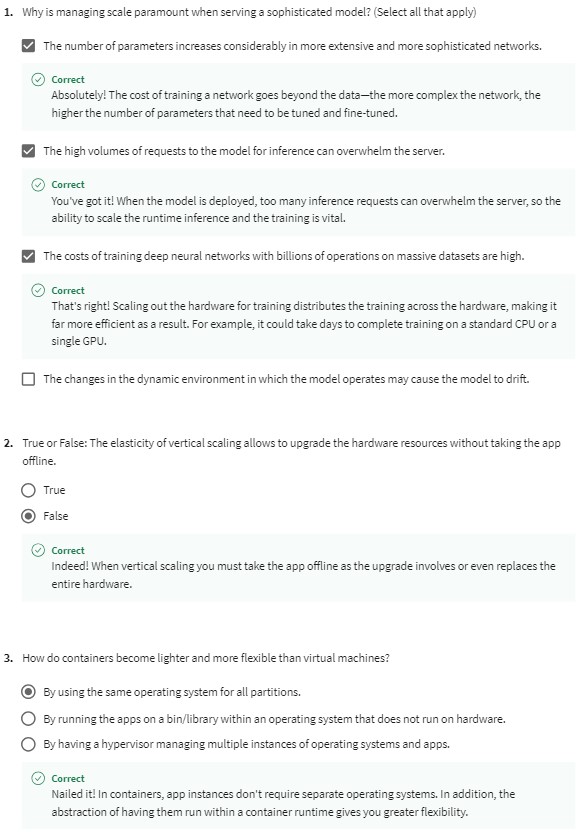 1. Why is managing scale paramount when serving a sophisticated model? (Select all that apply)
The number of parameters increases considerably in more extensive and more sophisticated networks.
Correct
Absolutely! The cost of training a network goes beyond the data—the more complex the network, the
higher the number of parameters that need to be tuned and fine-tuned.
The high volumes of requests to the model for inference can overwhelm the server.
Correct
You've got it! When the model is deployed, too many inference requests can overwhelm the server, so the
ability to scale the runtime inference and the training is vital.
The costs of training deep neural networks with billions of operations on massive datasets are high.
Correct
That's right! Scaling out the hardware for training distributes the training across the hardware, making it
far more efficient as a result. For example, it could take days to complete training on a standard CPU or a
single GPU.
The changes in the dynamic environment in which the model operates may cause the model to drift.
2. True or False: The elasticity of vertical scaling allows to upgrade the hardware resources without taking the app
offline.
True
False
Correct
Indeed! When vertical scaling you must take the app offline as the upgrade involves or even replaces the
entire hardware.
3. How do containers become lighter and more flexible than virtual machines?
By using the same operating system for all partitions.
By running the apps on a bin/library within an operating system that does not run on hardware.
By having a hypervisor managing multiple instances of operating systems and apps.
Correct
Nailed it! In containers, app instances don't require separate operating systems. In addition, the
abstraction of having them run within a container runtime gives you greater flexibility.